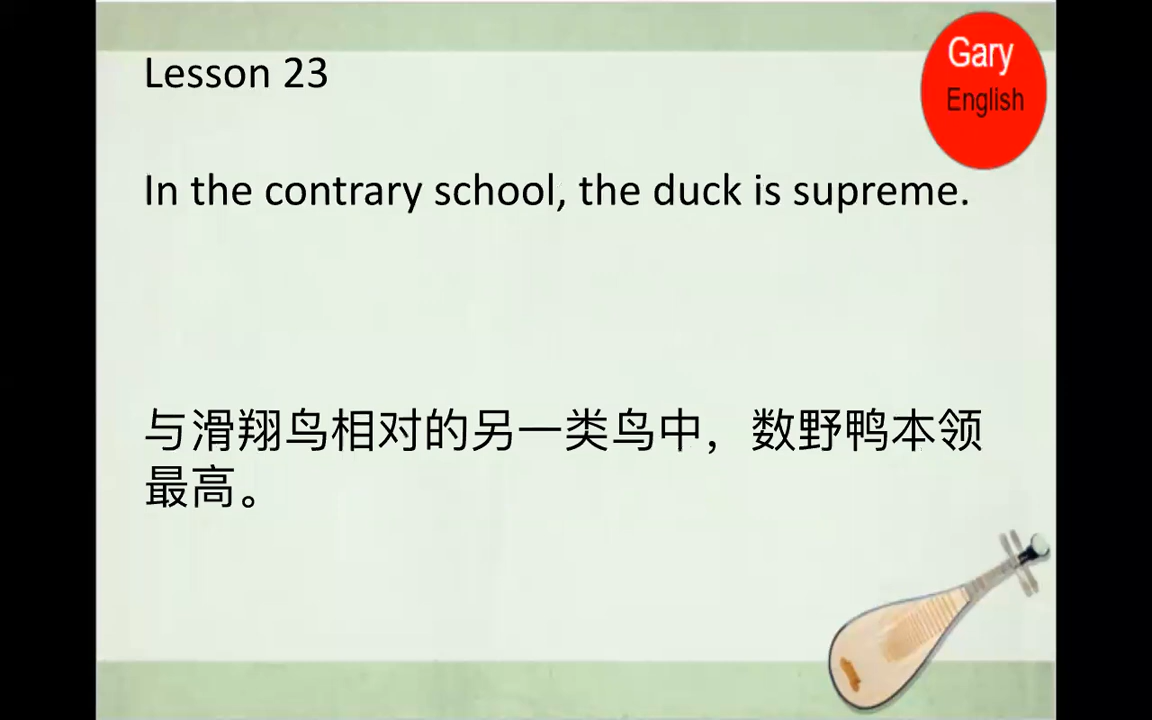 Lesson 23
Gary
English
In the contrary school, the duck is supreme.
与滑翔鸟相对的另一类鸟中，数野鸭本领
最高。